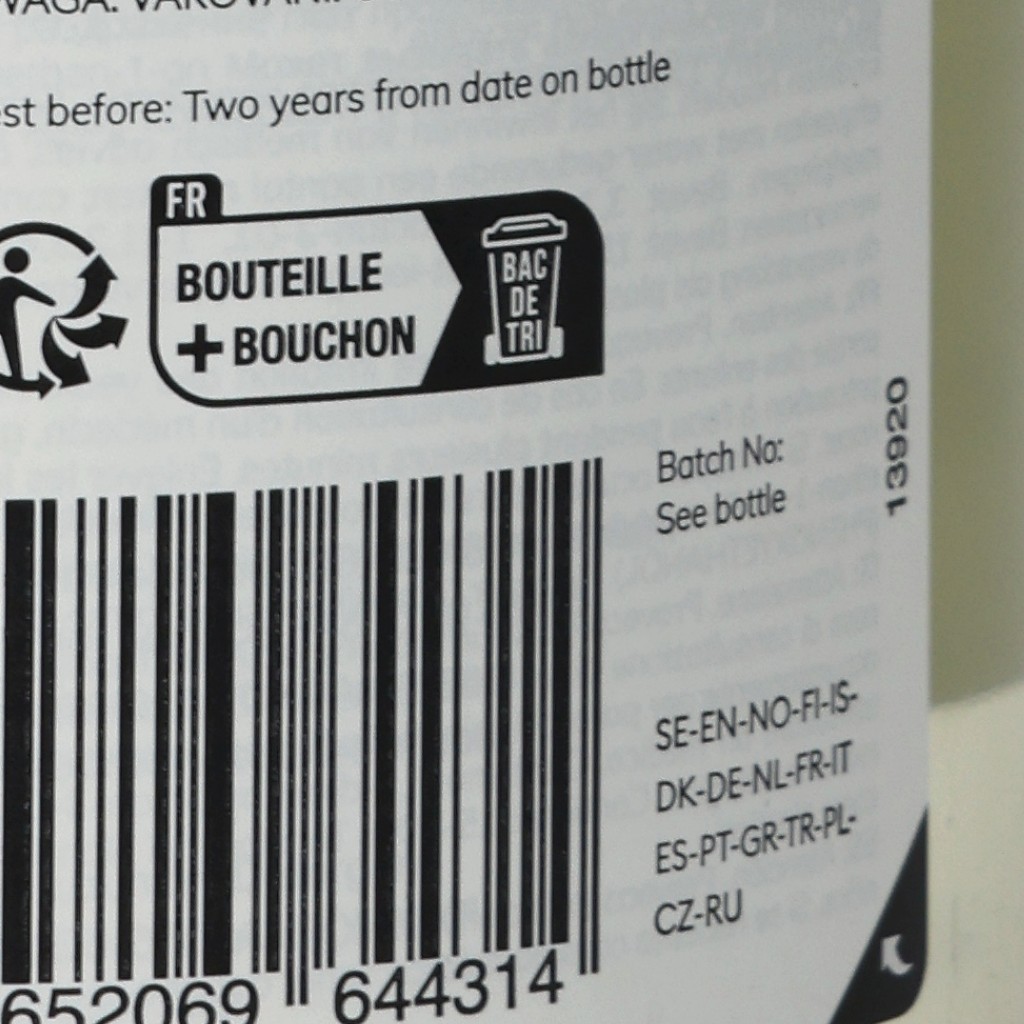 est before: Two years from date on bottle
FR
BOUTEILLE
+ BOUCHON
BAC
DE
TRI
Batch No:
See bottle
13920
SE-EN-NO-FI-IS-
DK-DE-NL-FR-IT
ES-PT-GR-TR-PL-
CZ-RU
652069 644314